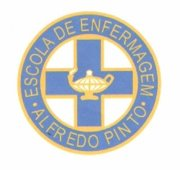 ESCOLA DE ENFERMAGEM
• ALFREDO PINTO •